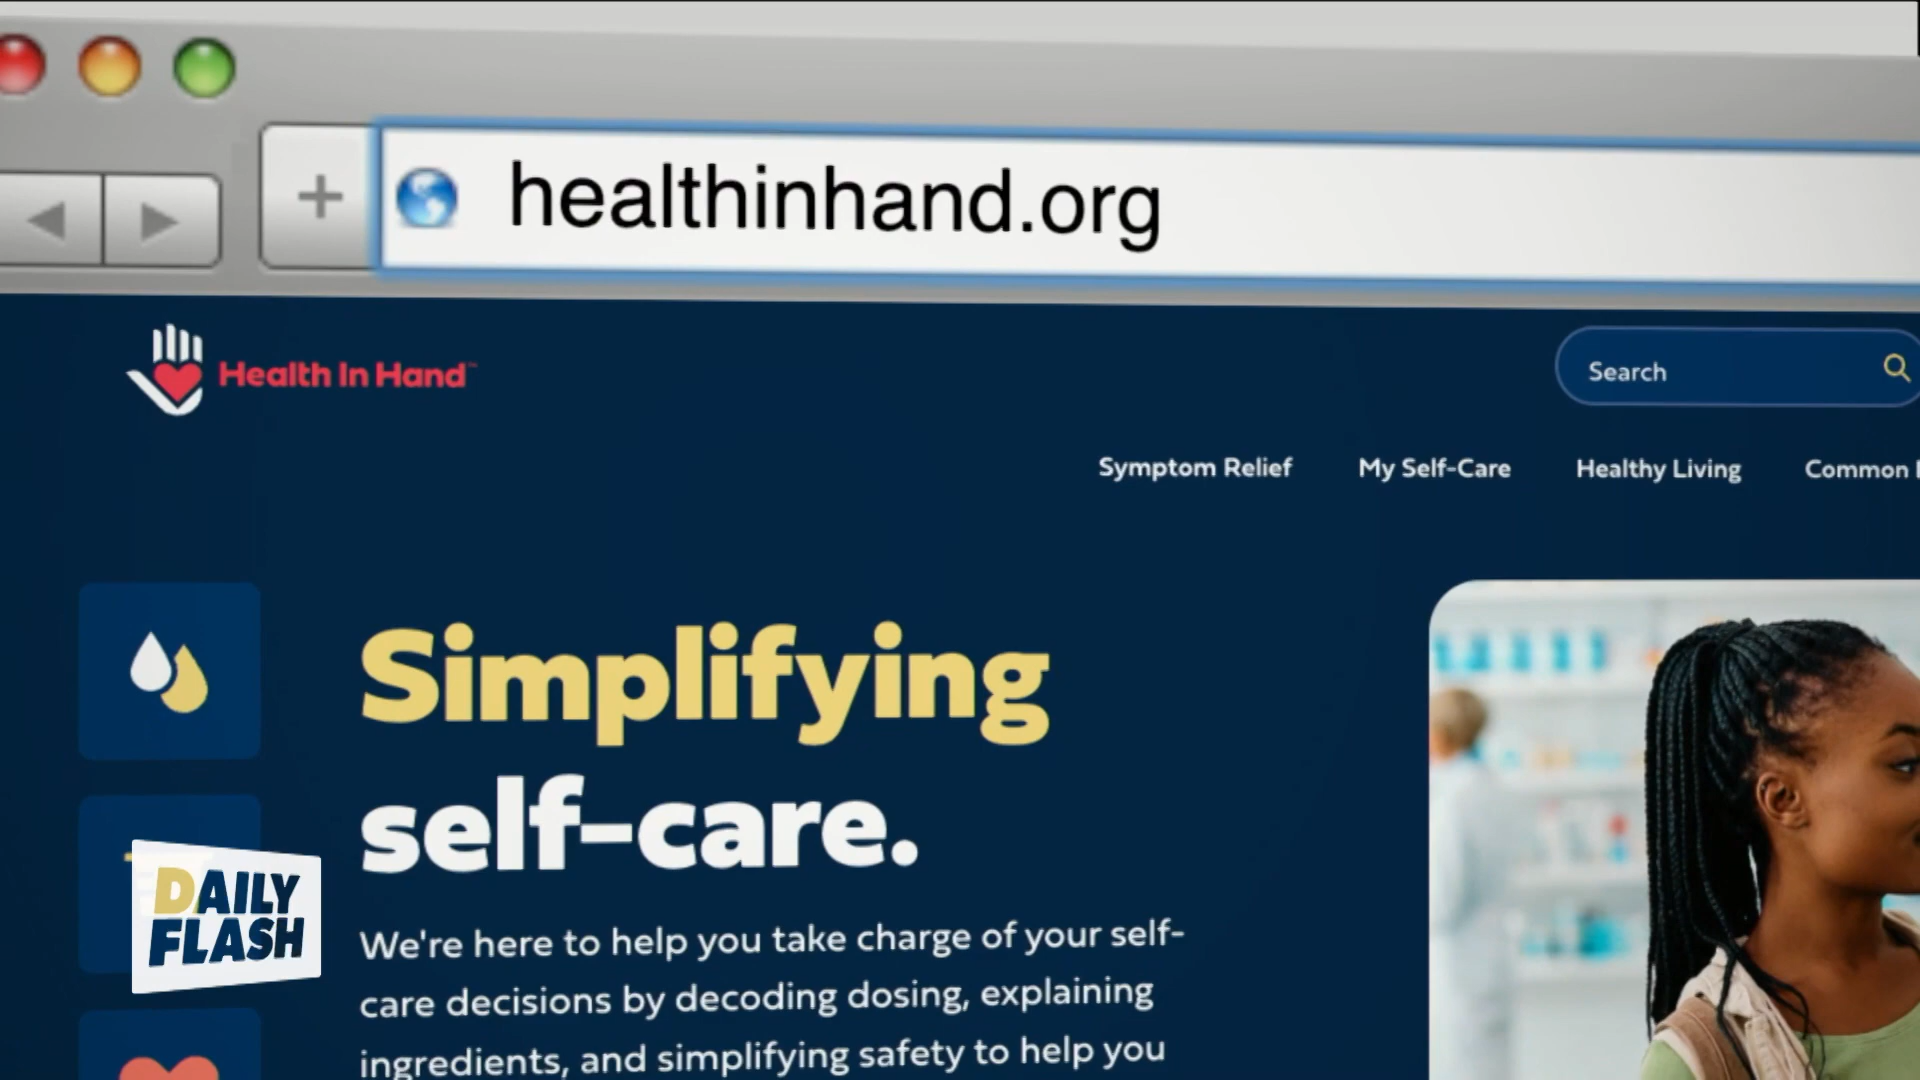 healthinhand.org
Health In Hand™
Search
Symptom Relief My Self-Care Healthy Living Common
Simplifying
self-care.
We're here to help you take charge of your self-
care decisions by decoding dosing, explaining
ingredients, and simplifying safety to help you
DAILY
FLASH